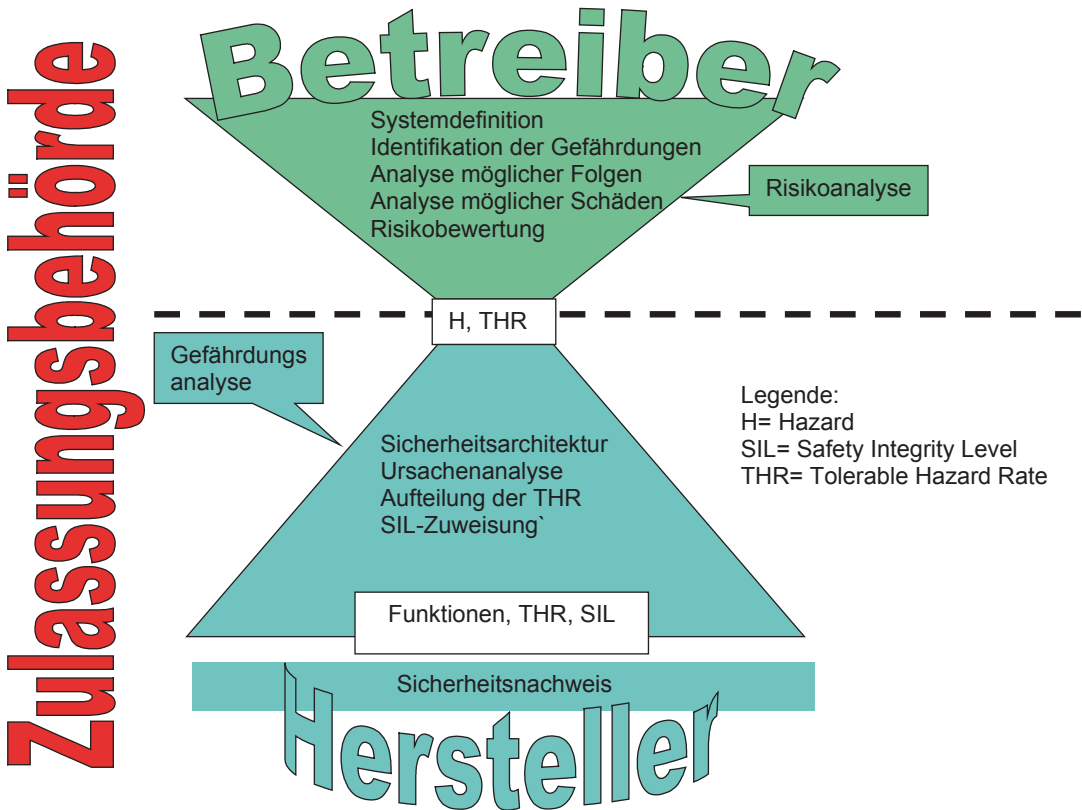 Zulassungsbehörde
Betreiber
Systemdefinition
Identifikation der Gefährdungen
Analyse möglicher Folgen
Analyse möglicher Schäden
Risikobewertung
Risikoanalyse
H, THR
Gefährdungs
analyse
Legende:
H= Hazard
SIL= Safety Integrity Level
THR= Tolerable Hazard Rate
Sicherheitsarchitektur
Ursachenanalyse
Aufteilung der THR
SIL-Zuweisung`
Funktionen, THR, SIL
Sicherheitsnachweis
Hersteller